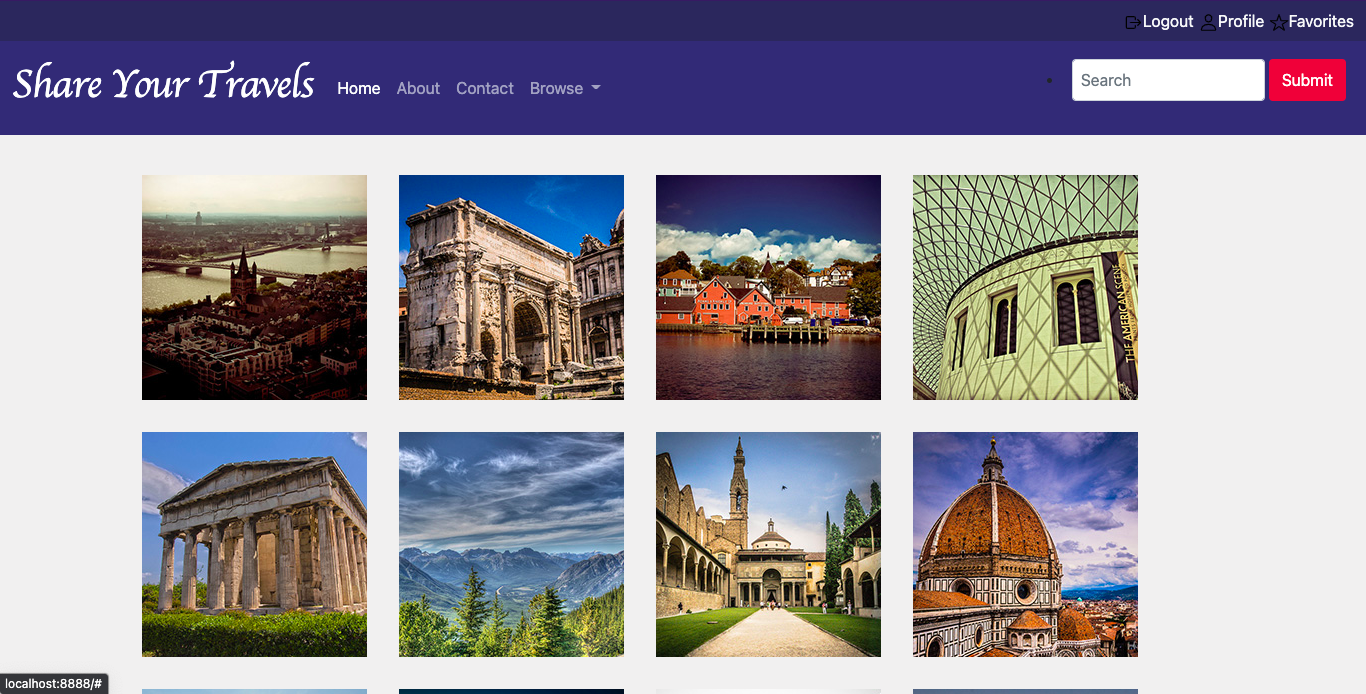 Logout Profile Favorites
Share Your Travels Home About Contact Browse Search Submit
THE AMERICAN SCENE
localhost:8888/#